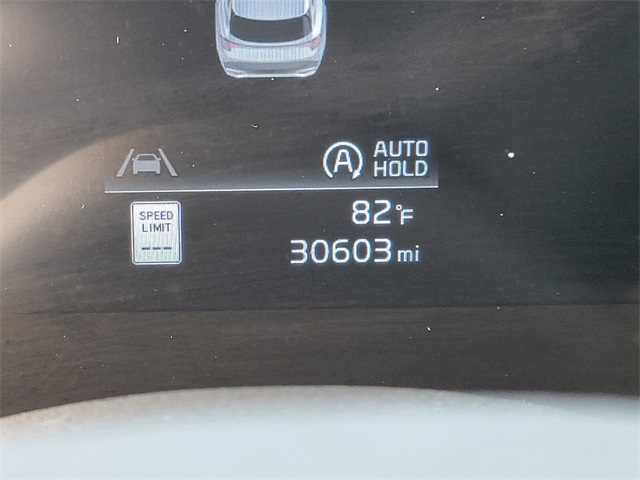 A AUTO
HOLD
SPEED
LIMIT
---
82°F
30603 mi